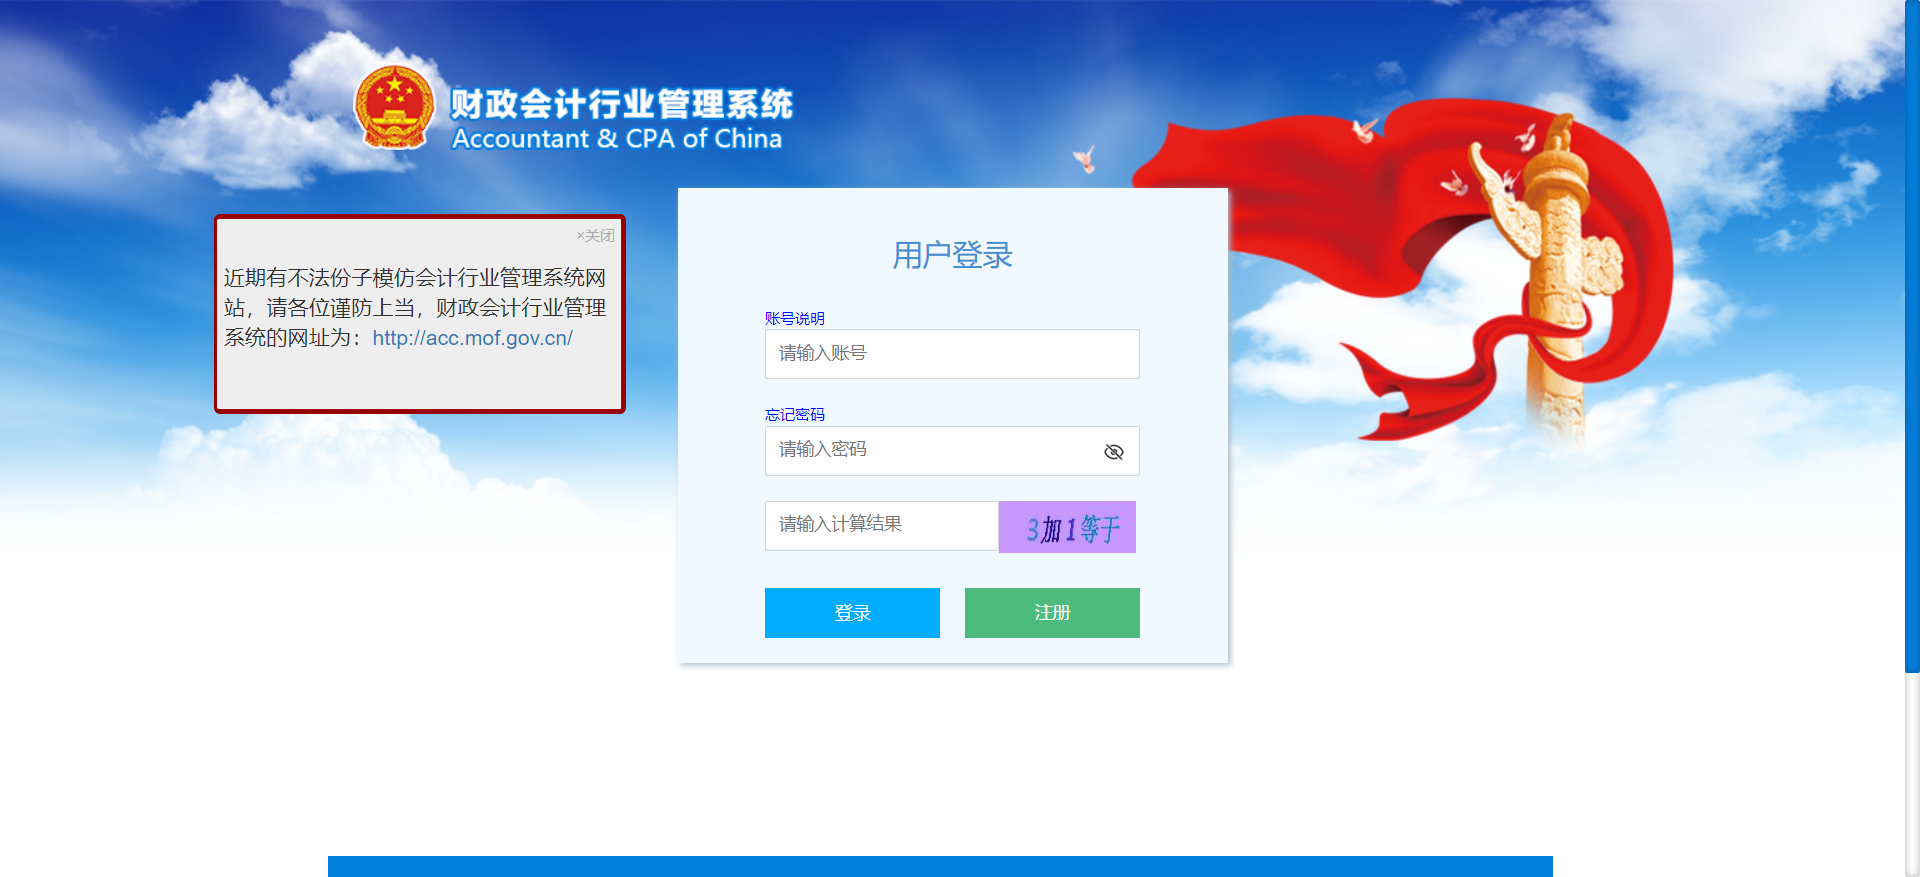 财政会计行业管理系统
Accountant & CPA of China
×关闭
近期有不法份子模仿会计行业管理系统网
站，请各位谨防上当，财政会计行业管理
系统的网址为：http://acc.mof.gov.cn/
用户登录
账号说明
请输入账号
忘记密码
请输入密码
请输入计算结果
3加1等于
登录
注册